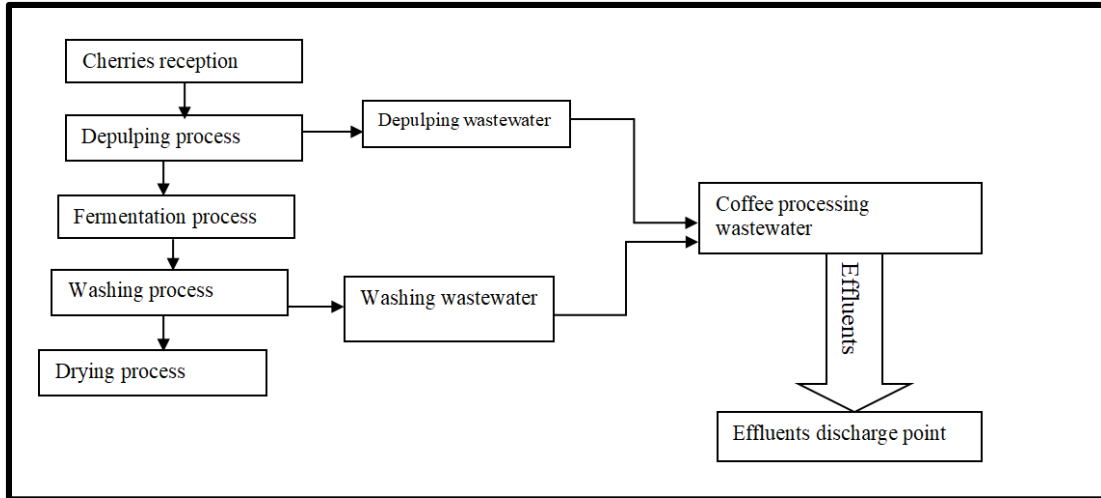 Cherries reception
Depulping process
Depulping wastewater
Fermentation process
Washing process
Washing wastewater
Drying process
Coffee processing
wastewater
Effluents
Effluents discharge point